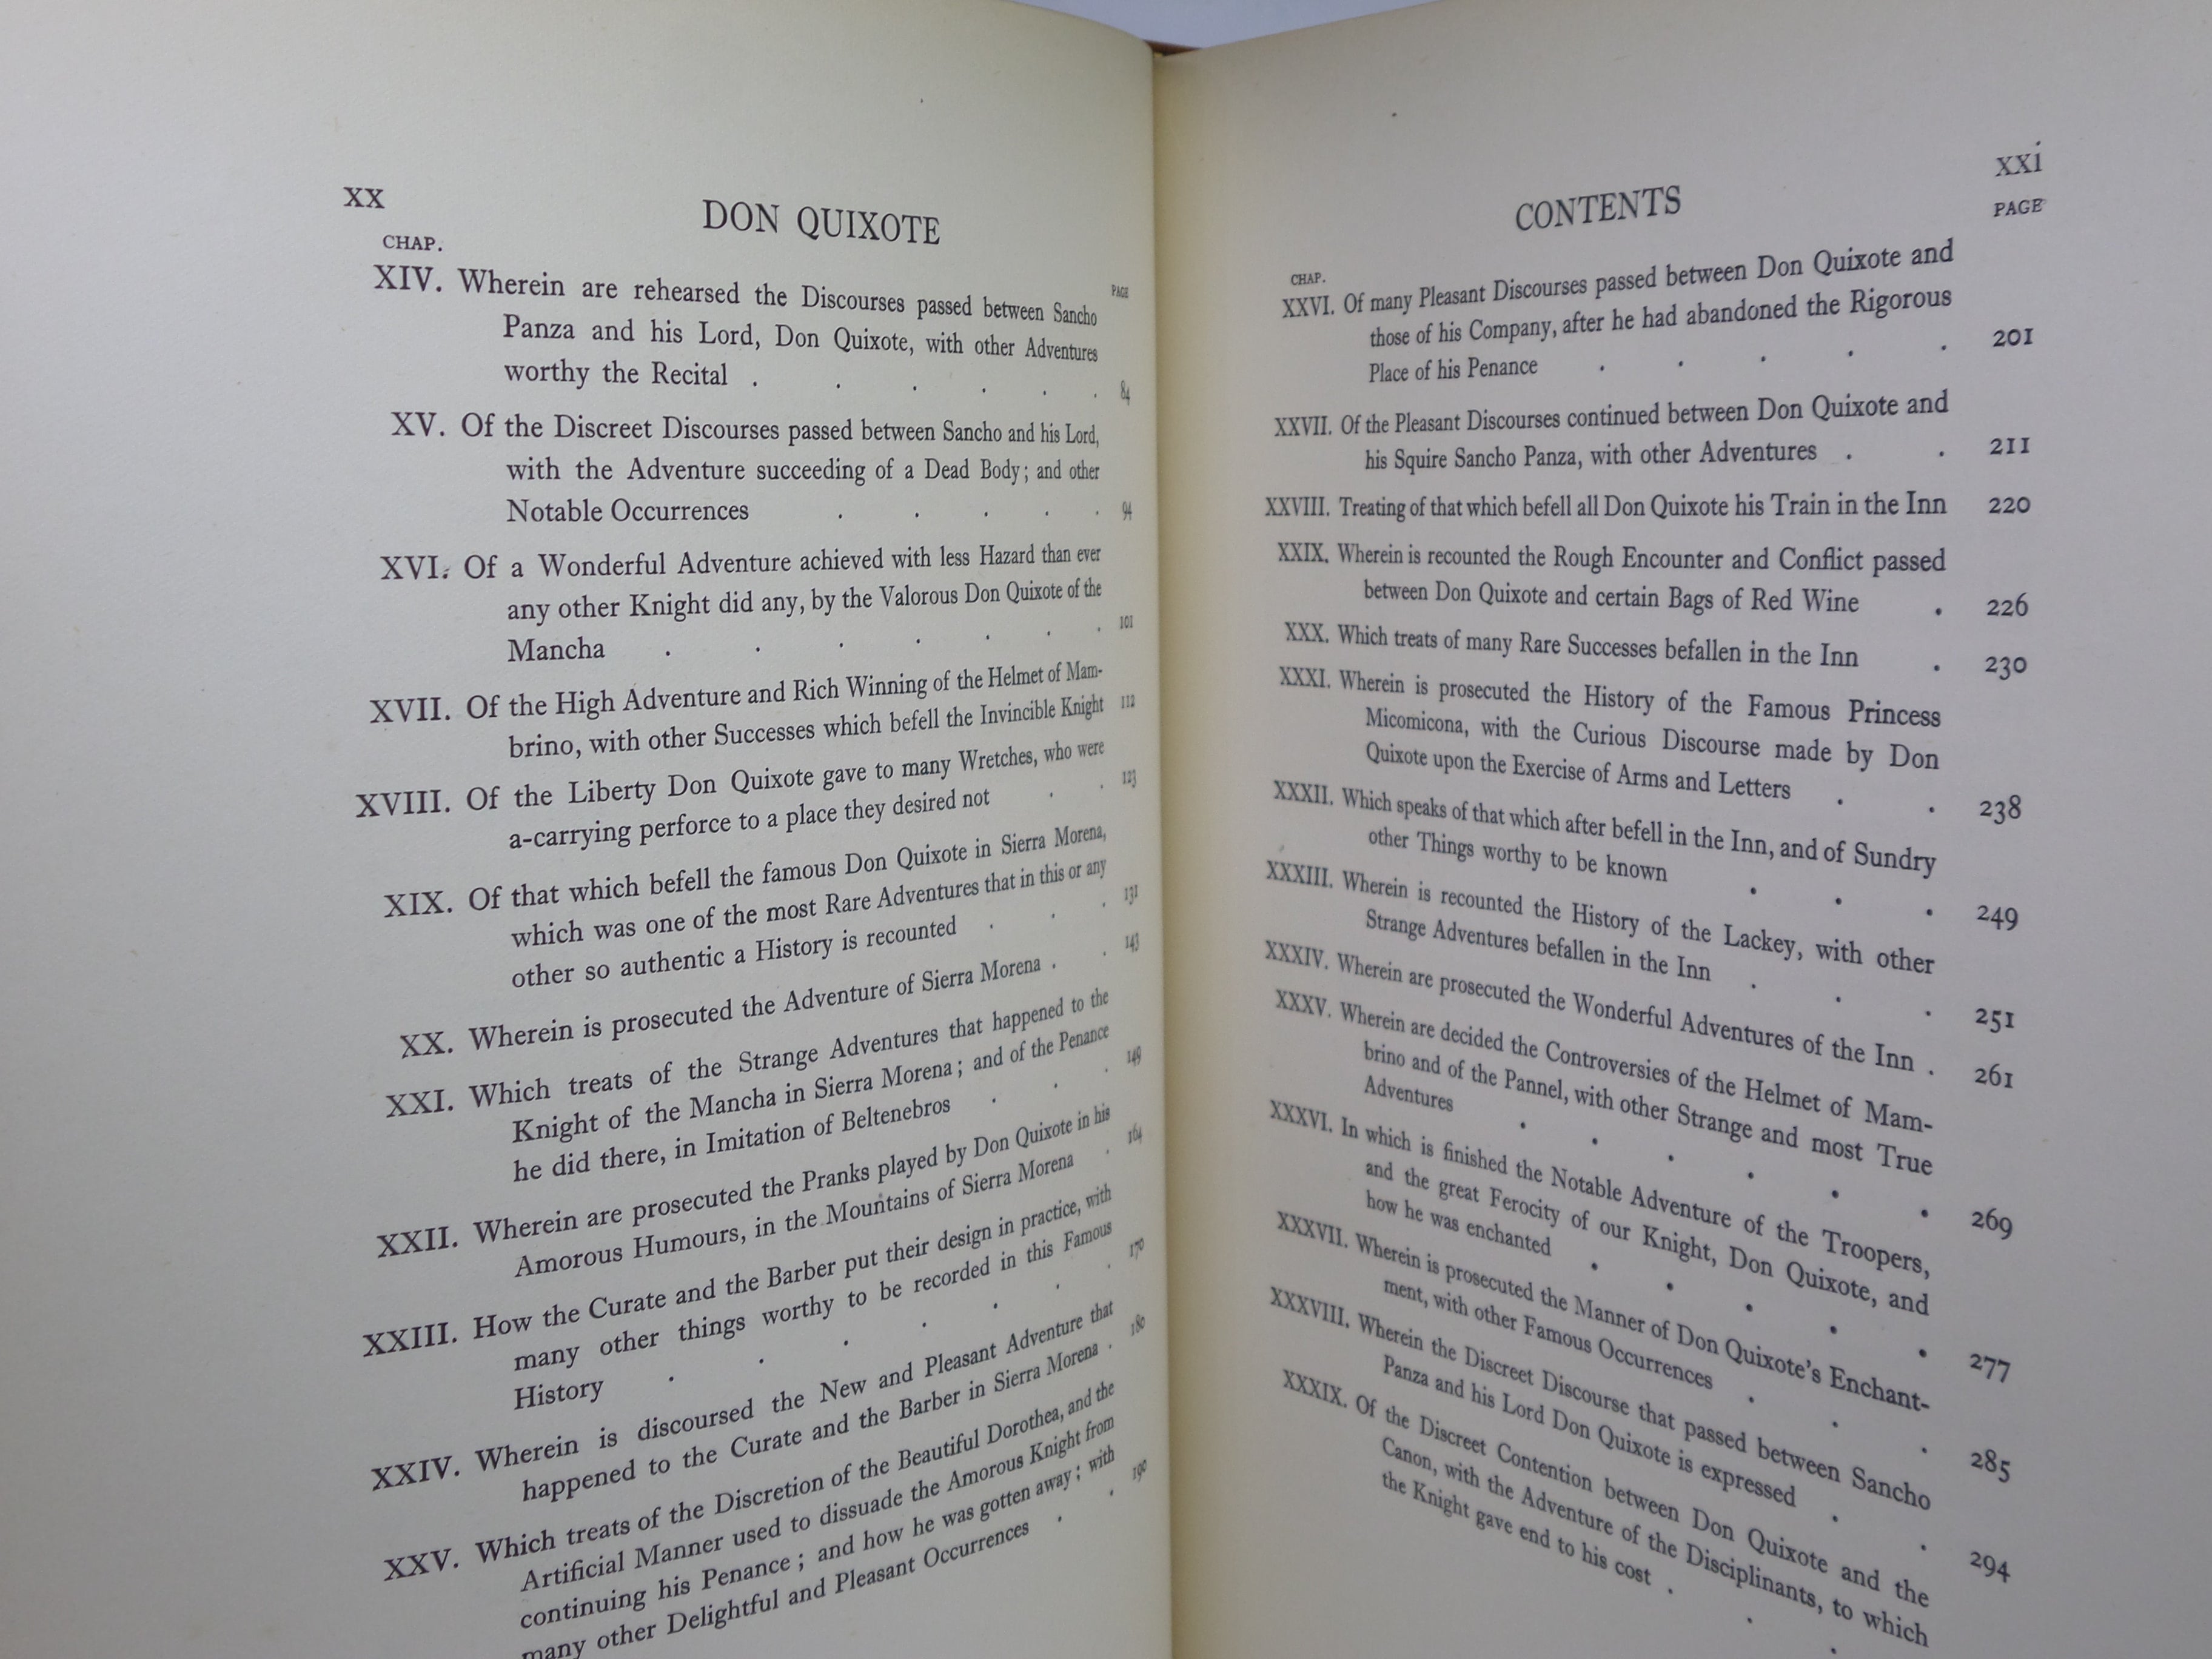 XX
DON QUIXOTE
CHAP.
PAGE
XIV. Wherein are rehearsed the Discourses passed between Sancho
Panza and his Lord, Don Quixote, with other Adventures
worthy the Recital . . . . . . 84
XV. Of the Discreet Discourses passed between Sancho and his Lord,
with the Adventure succeeding of a Dead Body; and other
Notable Occurrences . . . . . 94
XVI. Of a Wonderful Adventure achieved with less Hazard than ever
any other Knight did any, by the Valorous Don Quixote of the
Mancha . . . . . . . 101
XVII. Of the High Adventure and Rich Winning of the Helmet of Mam-
brino, with other Successes which befell the Invincible Knight 112
XVIII. Of the Liberty Don Quixote gave to many Wretches, who were
a-carrying perforce to a place they desired not . . 123
XIX. Of that which befell the famous Don Quixote in Sierra Morena,
which was one of the most Rare Adventures that in this or any
other so authentic a History is recounted . . . 131
XX. Wherein is prosecuted the Adventure of Sierra Morena . . 143
XXI. Which treats of the Strange Adventures that happened to the
Knight of the Mancha in Sierra Morena; and of the Penance
he did there, in Imitation of Beltenebros . . . 149
XXII. Wherein are prosecuted the Pranks played by Don Quixote in his
Amorous Humours, in the Mountains of Sierra Morena . 164
XXIII. How the Curate and the Barber put their design in practice, with
many other things worthy to be recorded in this Famous
History . . . . . . . 170
XXIV. Wherein is discoursed the New and Pleasant Adventure that
happened to the Curate and the Barber in Sierra Morena . 180
XXV. Which treats of the Discretion of the Beautiful Dorothea, and the
Artificial Manner used to dissuade the Amorous Knight from
continuing his Penance; and how he was gotten away; with
many other Delightful and Pleasant Occurrences . . 190
CONTENTS
xxi
CHAP.
PAGE
XXVI. Of many Pleasant Discourses passed between Don Quixote and
those of his Company, after he had abandoned the Rigorous
Place of his Penance . . . . . 201
XXVII. Of the Pleasant Discourses continued between Don Quixote and
his Squire Sancho Panza, with other Adventures . . 211
XXVIII. Treating of that which befell all Don Quixote his Train in the Inn 220
XXIX. Wherein is recounted the Rough Encounter and Conflict passed
between Don Quixote and certain Bags of Red Wine . 226
XXX. Which treats of many Rare Successes befallen in the Inn . 230
XXXI. Wherein is prosecuted the History of the Famous Princess
Micomicona, with the Curious Discourse made by Don
Quixote upon the Exercise of Arms and Letters . . 238
XXXII. Which speaks of that which after befell in the Inn, and of Sundry
other Things worthy to be known . . . 249
XXXIII. Wherein is recounted the History of the Lackey, with other
Strange Adventures befallen in the Inn . . . 251
XXXIV. Wherein are prosecuted the Wonderful Adventures of the Inn . 261
XXXV. Wherein are decided the Controversies of the Helmet of Mam-
brino and of the Pannel, with other Strange and most True
Adventures . . . . . . 269
XXXVI. In which is finished the Notable Adventure of the Troopers,
and the great Ferocity of our Knight, Don Quixote, and
how he was enchanted . . . . . 277
XXXVII. Wherein is prosecuted the Manner of Don Quixote's Enchant-
ment, with other Famous Occurrences . . . 285
XXXVIII. Wherein the Discreet Discourse that passed between Sancho
Panza and his Lord Don Quixote is expressed . . 294
XXXIX. Of the Discreet Contention between Don Quixote and the
Canon, with the Adventure of the Disciplinants, to which
the Knight gave end to his cost . . .